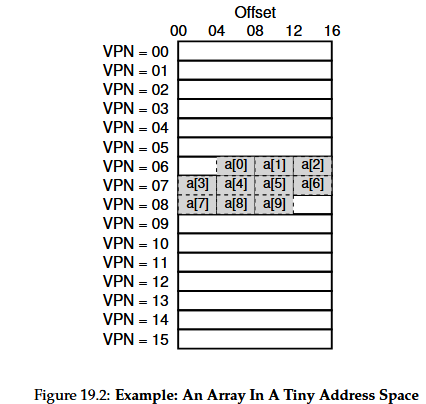 Offset
00 04 08 12 16
VPN = 00
VPN = 01
VPN = 02
VPN = 03
VPN = 04
VPN = 05
VPN = 06 a[0] a[1] a[2]
VPN = 07 a[3] a[4] a[5] a[6]
VPN = 08 a[7] a[8] a[9]
VPN = 09
VPN = 10
VPN = 11
VPN = 12
VPN = 13
VPN = 14
VPN = 15
Figure 19.2: Example: An Array In A Tiny Address Space